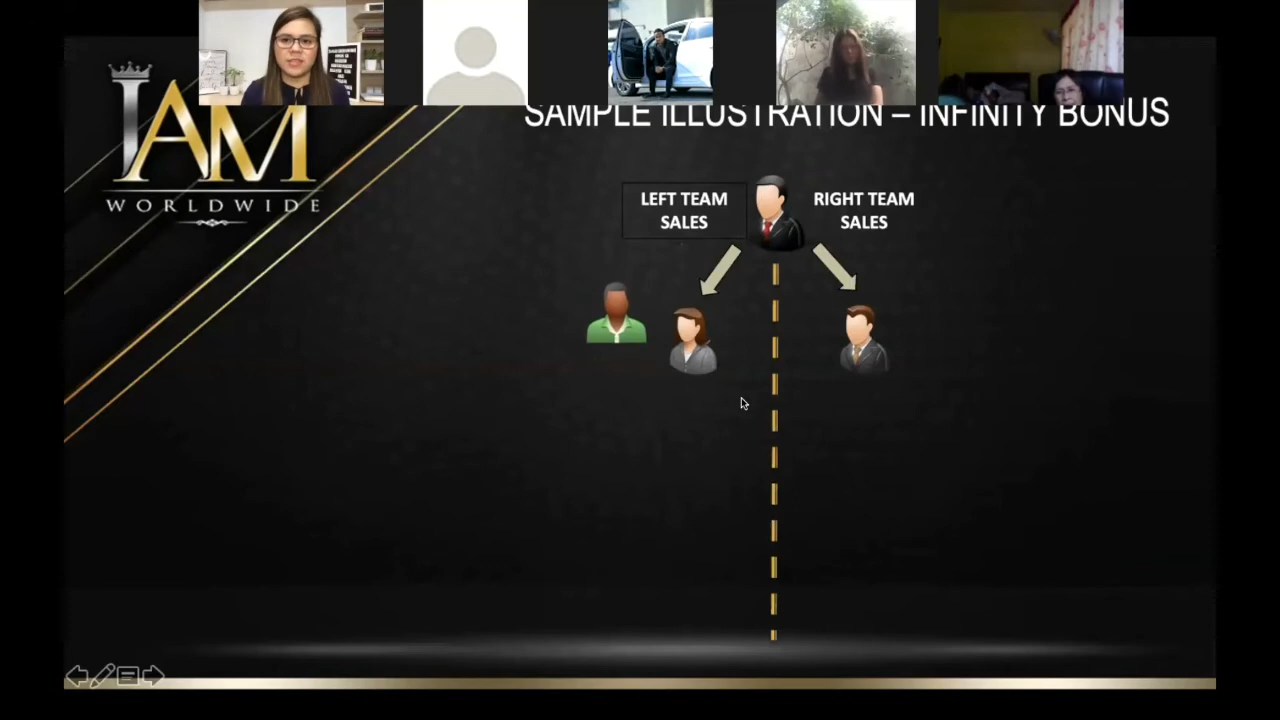 SAMPLE ILLUSTRATION – INFINITY BONUS
IAM
WORLDWIDE
LEFT TEAM
SALES
RIGHT TEAM
SALES